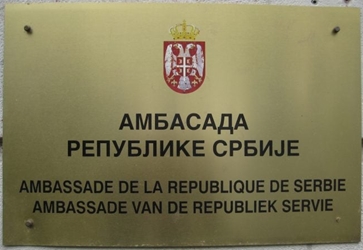 АМБАСАДА
РЕПУБЛИКЕ СРБИЈЕ
AMBASSADE DE LA REPUBLIQUE DE SERBIE
AMBASSADE VAN DE REPUBLIEK SERVIE